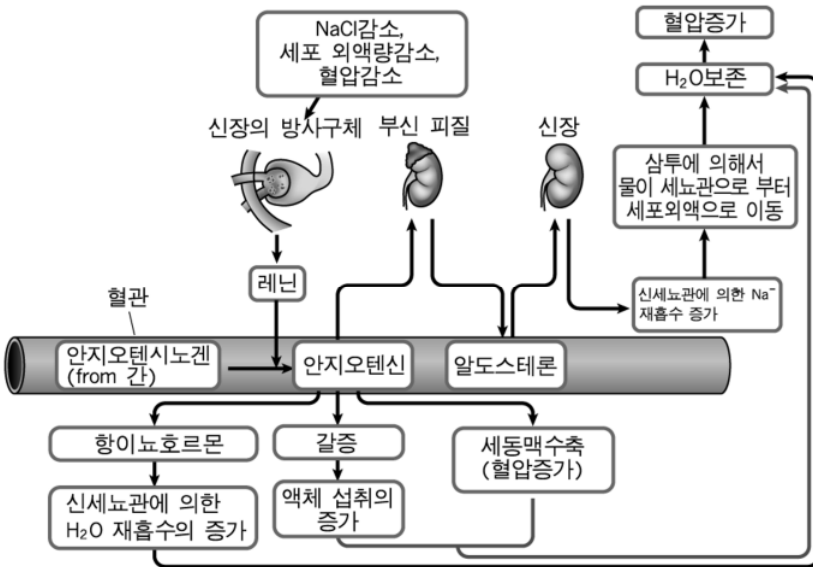 NaCl감소,
세포 외액량감소,
혈압감소
혈압증가
H₂O보존
신장의 방사구체
부신 피질
신장
삼투에 의해서
물이 세뇨관으로 부터
세포외액으로 이동
레닌
신세뇨관에 의한 Na⁻
재흡수 증가
혈관
안지오텐시노겐
(from 간)
안지오텐신
알도스테론
항이뇨호르몬
갈증
세동맥수축
(혈압증가)
신세뇨관에 의한
H₂O 재흡수의 증가
액체 섭취의
증가